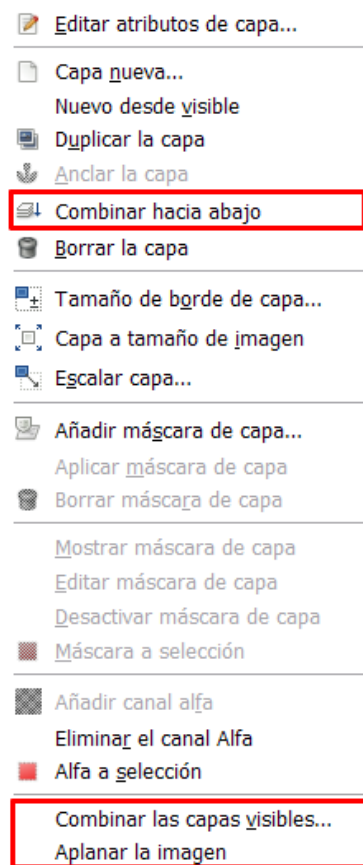 Editar atributos de capa...
Capa nueva...
Nuevo desde visible
Duplicar la capa
Anclar la capa
Combinar hacia abajo
Borrar la capa
Tamaño de borde de capa...
Capa a tamaño de imagen
Escalar capa...
Añadir máscara de capa...
Aplicar máscara de capa
Borrar máscara de capa
Mostrar máscara de capa
Editar máscara de capa
Desactivar máscara de capa
Máscara a selección
Añadir canal alfa
Eliminar el canal Alfa
Alfa a selección
Combinar las capas visibles...
Aplanar la imagen